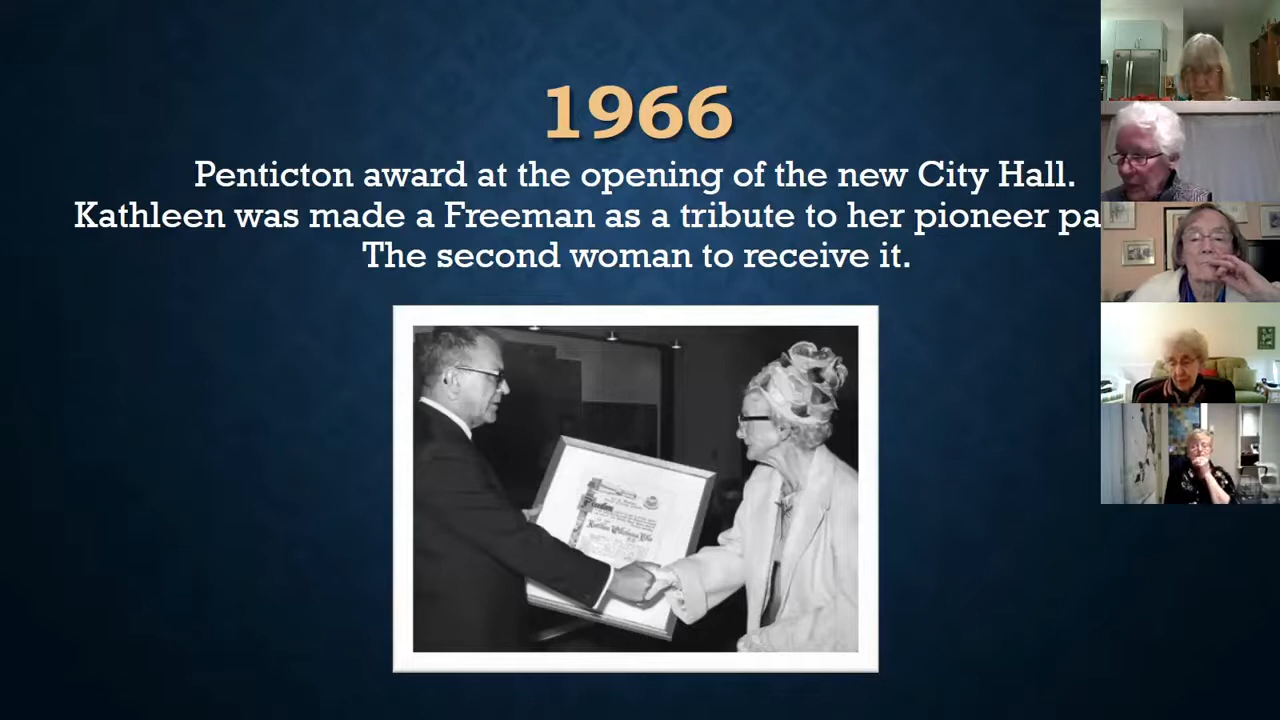 1966
Penticton award at the opening of the new City Hall.
Kathleen was made a Freeman as a tribute to her pioneer pa
The second woman to receive it.
Freedom